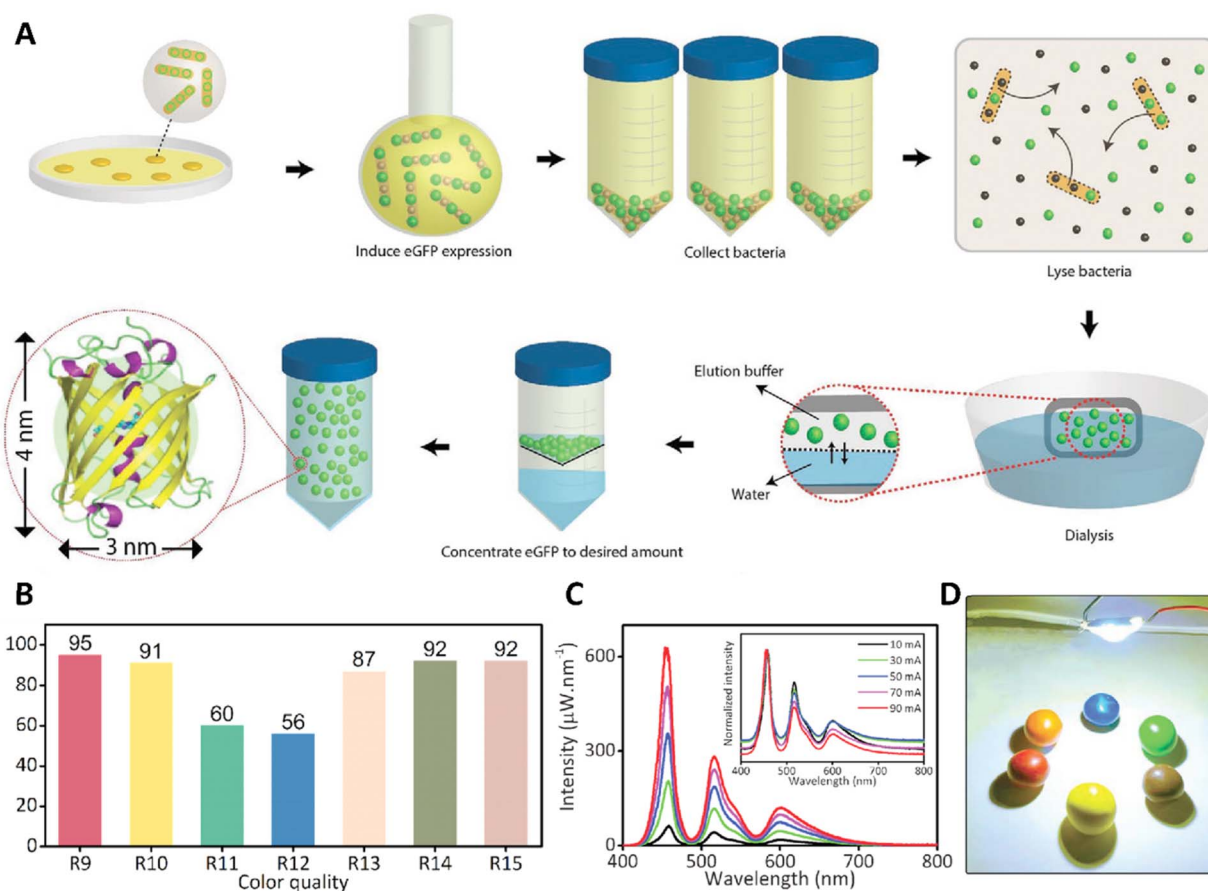 A
Induce eGFP expression
Collect bacteria
Lyse bacteria
4 nm
3 nm
Concentrate eGFP to desired amount
Elution buffer
Water
Dialysis
B
100
80
60
40
20
0
95
91
60
56
87
92
92
R9 R10 R11 R12 R13 R14 R15
Color quality
C
Intensity (µW.nm⁻¹)
600
300
0
400 500 600 700 800
Wavelength (nm)
Normalized intensity
10 mA
30 mA
50 mA
70 mA
90 mA
400 500 600 700 800
Wavelength (nm)
D